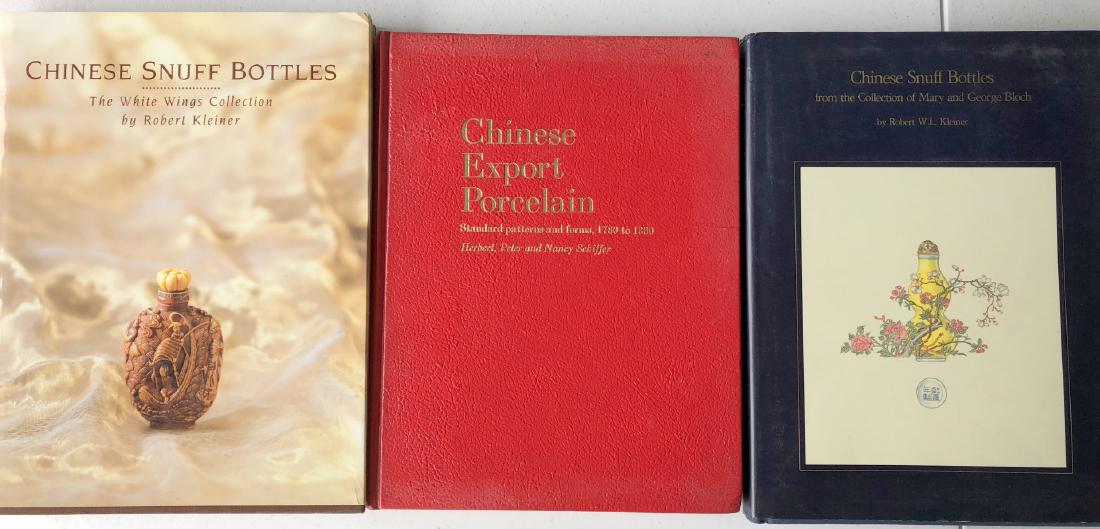 CHINESE SNUFF BOTTLES
The White Wings Collection
by Robert Kleiner
Chinese
Export
Porcelain
Standard patterns and forms, 1780 to 1880
Herbert, Peter and Nancy Schiffer
Chinese Snuff Bottles
from the Collection of Mary and George Bloch
by Robert W.L. Kleiner